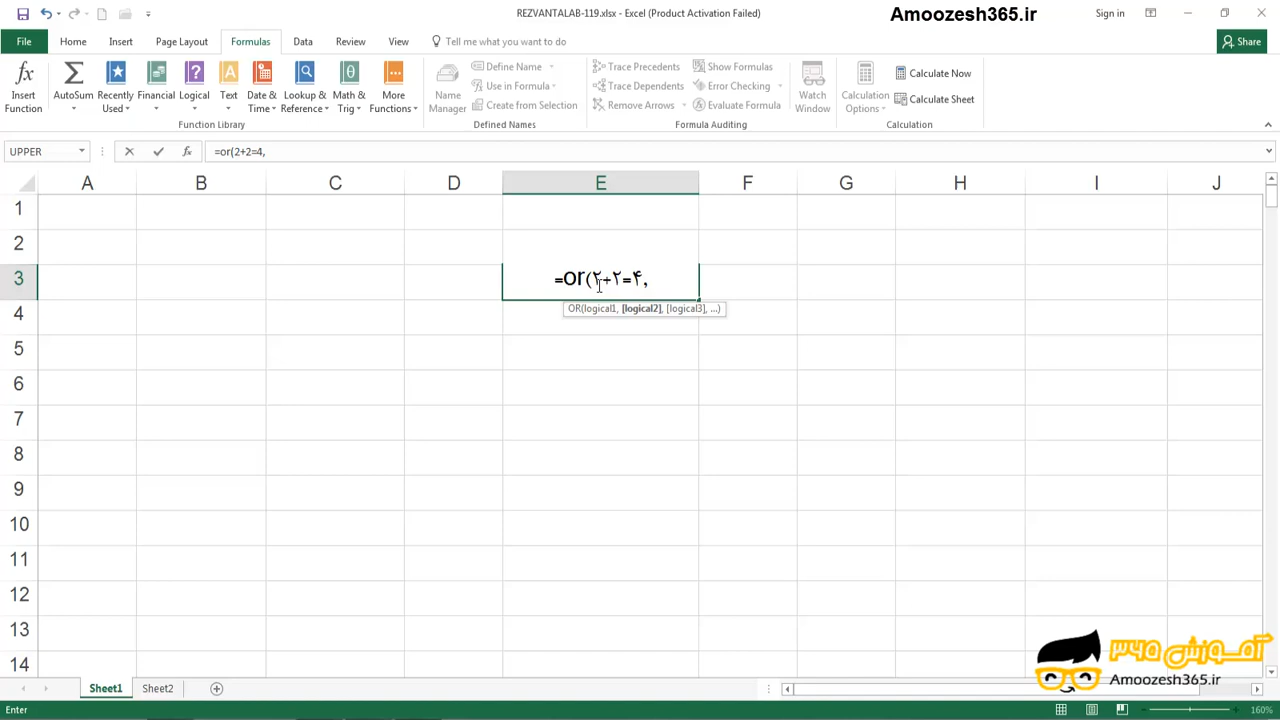 REZVANTALAB-119.xlsx - Excel (Product Activation Failed)
Amoozesh365.ir
Sign in
File Home Insert Page Layout Formulas Data Review View Tell me what you want to do Share
Insert Function
AutoSum
Recently Used
Financial
Logical
Text
Date & Time
Lookup & Reference
Math & Trig
More Functions
Function Library
Name Manager
Define Name
Use in Formula
Create from Selection
Defined Names
Trace Precedents
Trace Dependents
Remove Arrows
Show Formulas
Error Checking
Evaluate Formula
Watch Window
Formula Auditing
Calculation Options
Calculate Now
Calculate Sheet
Calculation
UPPER fx =or(2+2=4,
A B C D E F G H I J
1
2
3 =or(۲+۲=۴,
OR(logical1, [logical2], [logical3], ...)
4
5
6
7
8
9
10
11
12
13
14
آموزش ۳۶۵
Amoozesh365.ir
Sheet1 Sheet2
Enter 160%